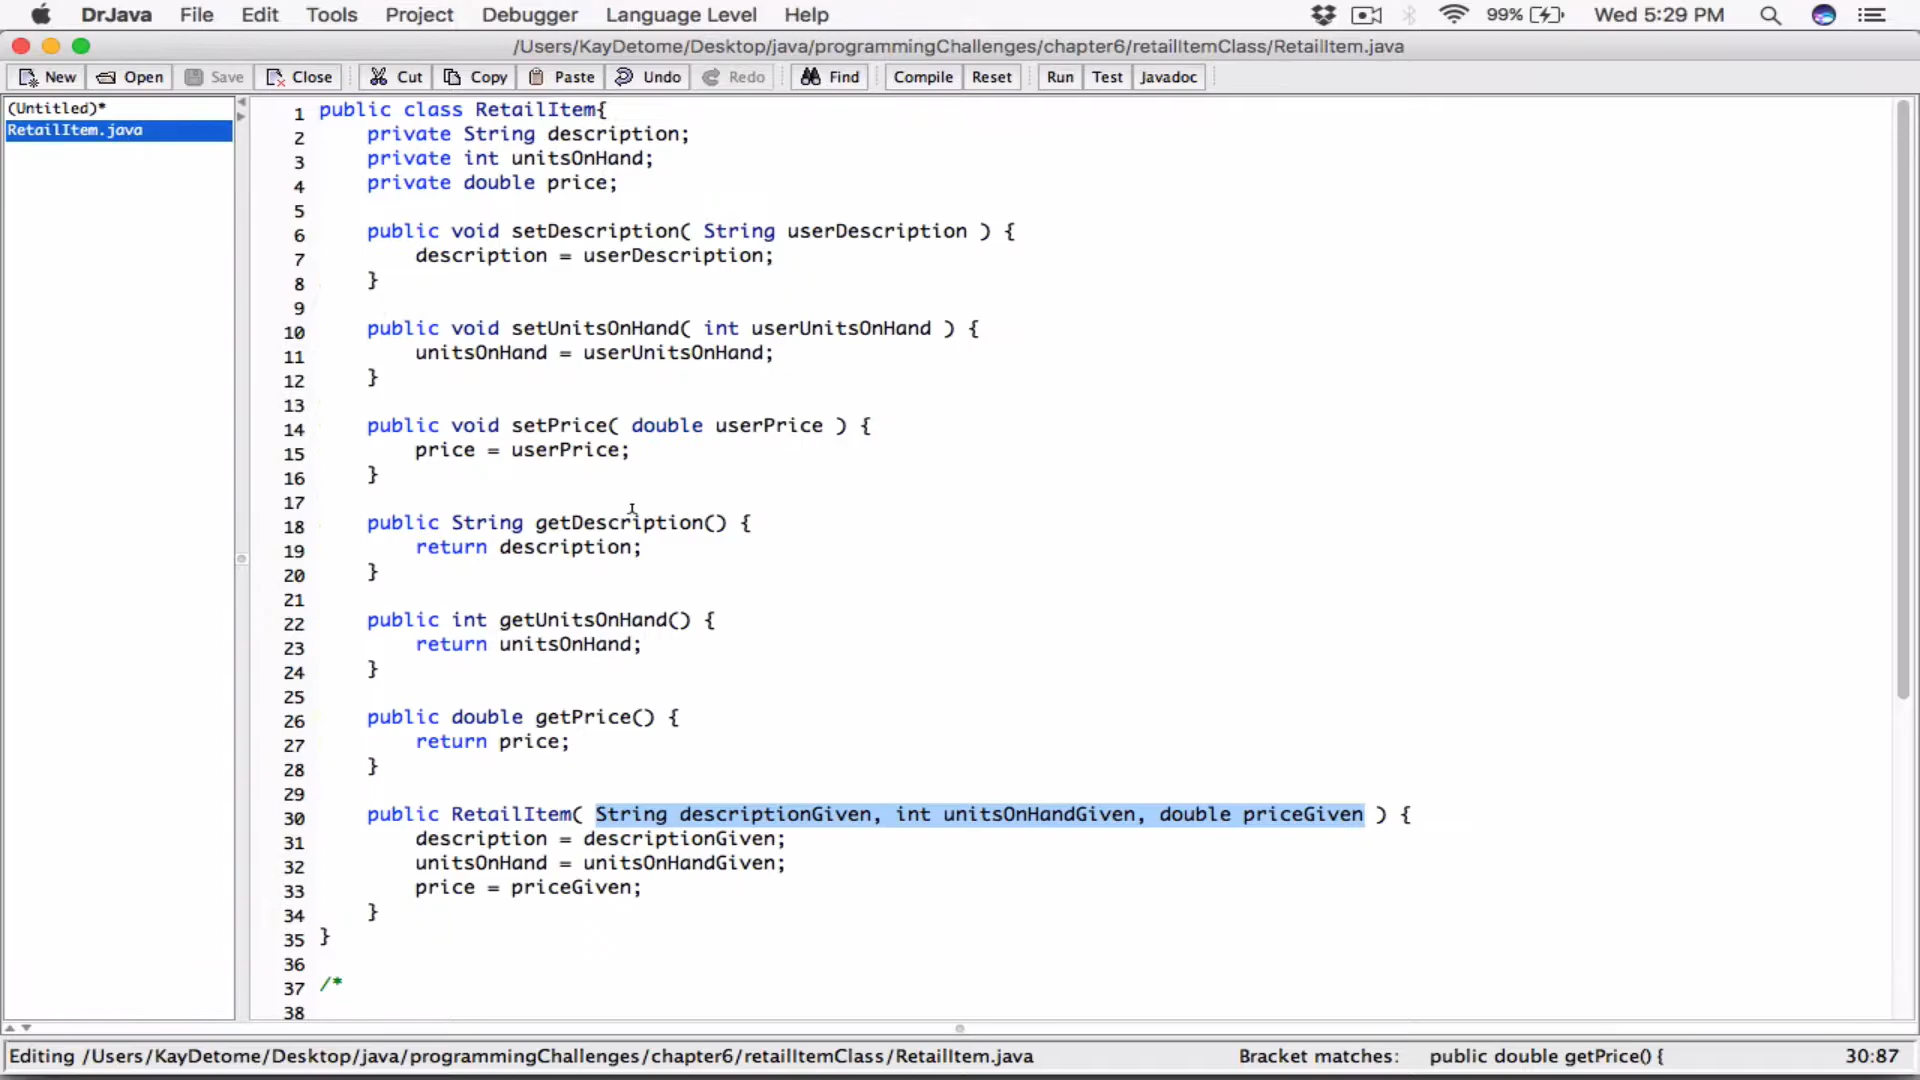 DrJava File Edit Tools Project Debugger Language Level Help 99% Wed 5:29 PM
/Users/KayDetome/Desktop/java/programmingChallenges/chapter6/retailItemClass/RetailItem.java
New Open Save Close Cut Copy Paste Undo Redo Find Compile Reset Run Test Javadoc
(Untitled)*
RetailItem.java
1 public class RetailItem{
2 private String description;
3 private int unitsOnHand;
4 private double price;
5
6 public void setDescription( String userDescription ) {
7 description = userDescription;
8 }
9
10 public void setUnitsOnHand( int userUnitsOnHand ) {
11 unitsOnHand = userUnitsOnHand;
12 }
13
14 public void setPrice( double userPrice ) {
15 price = userPrice;
16 }
17
18 public String getDescription() {
19 return description;
20 }
21
22 public int getUnitsOnHand() {
23 return unitsOnHand;
24 }
25
26 public double getPrice() {
27 return price;
28 }
29
30 public RetailItem( String descriptionGiven, int unitsOnHandGiven, double priceGiven ) {
31 description = descriptionGiven;
32 unitsOnHand = unitsOnHandGiven;
33 price = priceGiven;
34 }
35 }
36
37 /*
38
Editing /Users/KayDetome/Desktop/java/programmingChallenges/chapter6/retailItemClass/RetailItem.java Bracket matches: public double getPrice() { 30:87